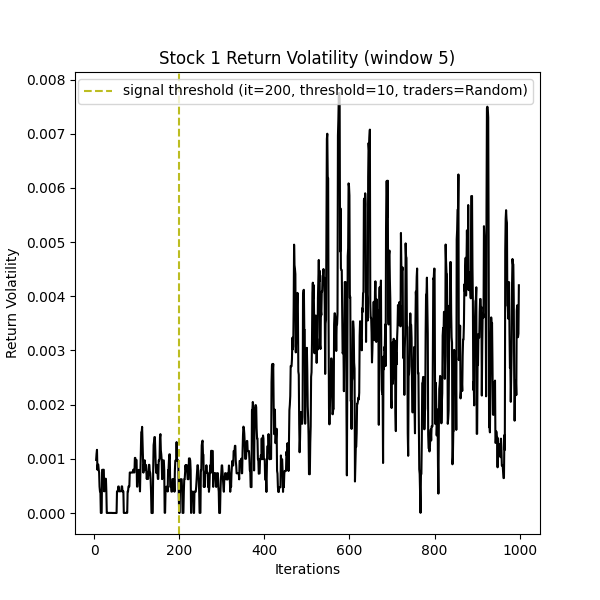 Stock 1 Return Volatility (window 5)
signal threshold (it=200, threshold=10, traders=Random)
0.008
0.007
0.006
0.005
0.004
0.003
0.002
0.001
0.000
Return Volatility
0 200 400 600 800 1000
Iterations